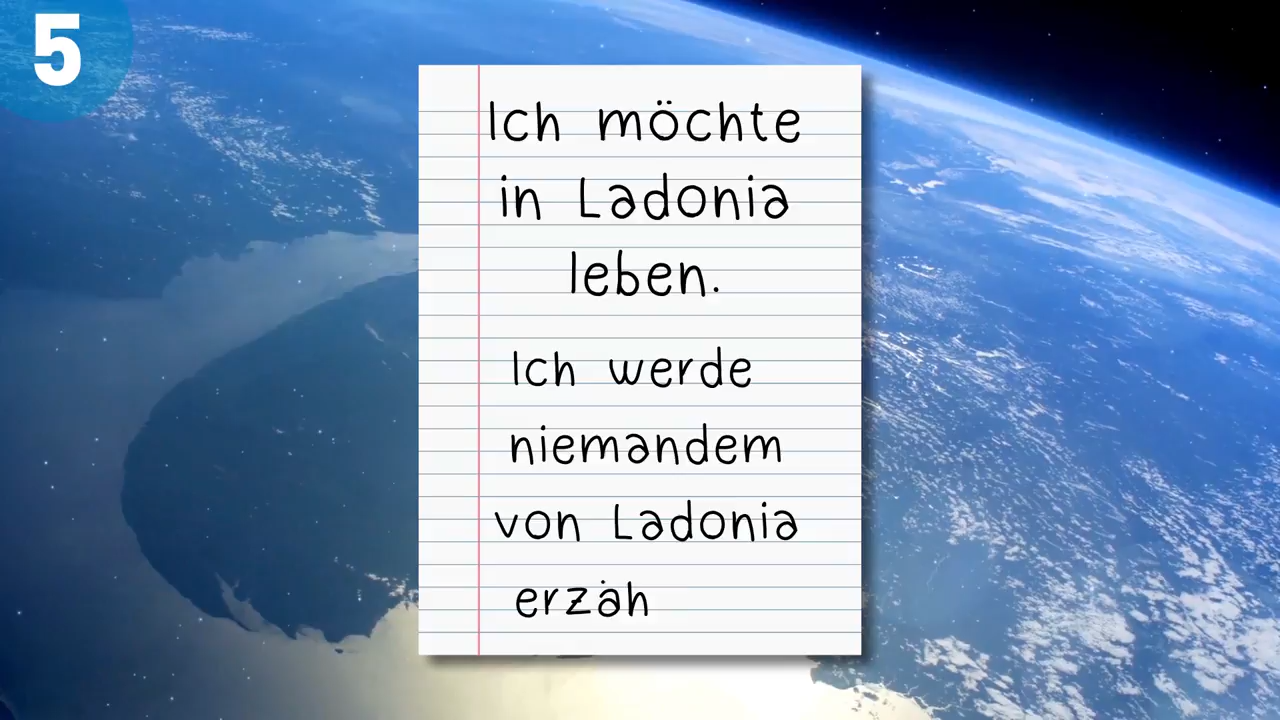 5
Ich möchte
in Ladonia
leben.
Ich werde
niemandem
von Ladonia
erzäh